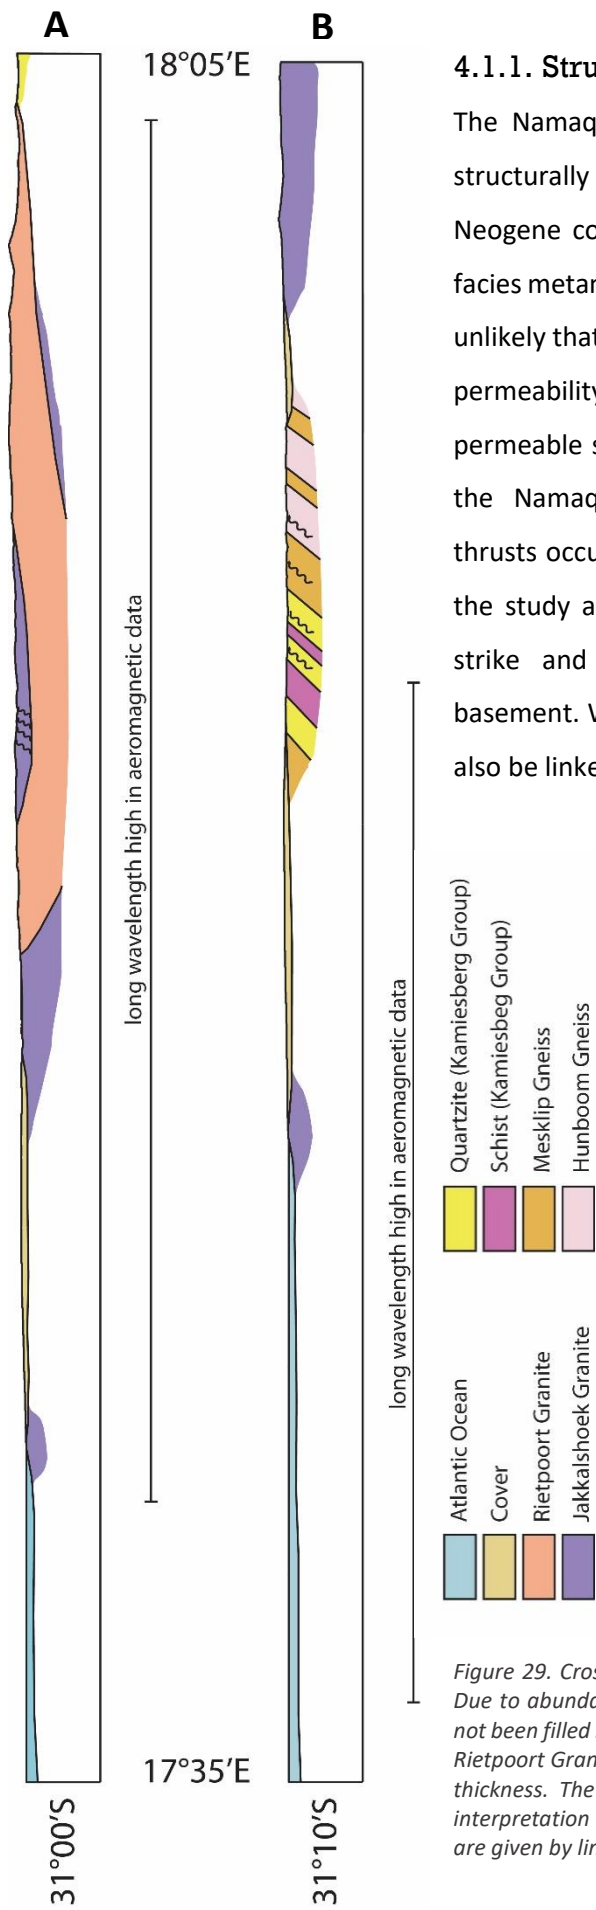 A
B
18°05'E
17°35'E
31°00'S
31°10'S
long wavelength high in aeromagnetic data
long wavelength high in aeromagnetic data
4.1.1. Stru
The Namaq
structurally
Neogene co
facies metar
unlikely that
permeability
permeable s
the Namaq
thrusts occu
the study a
strike and
basement. W
also be linke
Quartzite (Kamiesberg Group)
Schist (Kamiesbeg Group)
Mesklip Gneiss
Hunboom Gneiss
Atlantic Ocean
Cover
Rietpoort Granite
Jakkalshoek Granite
Figure 29. Cros
Due to abunda
not been filled
Rietpoort Gran
thickness. The
interpretation
are given by lin